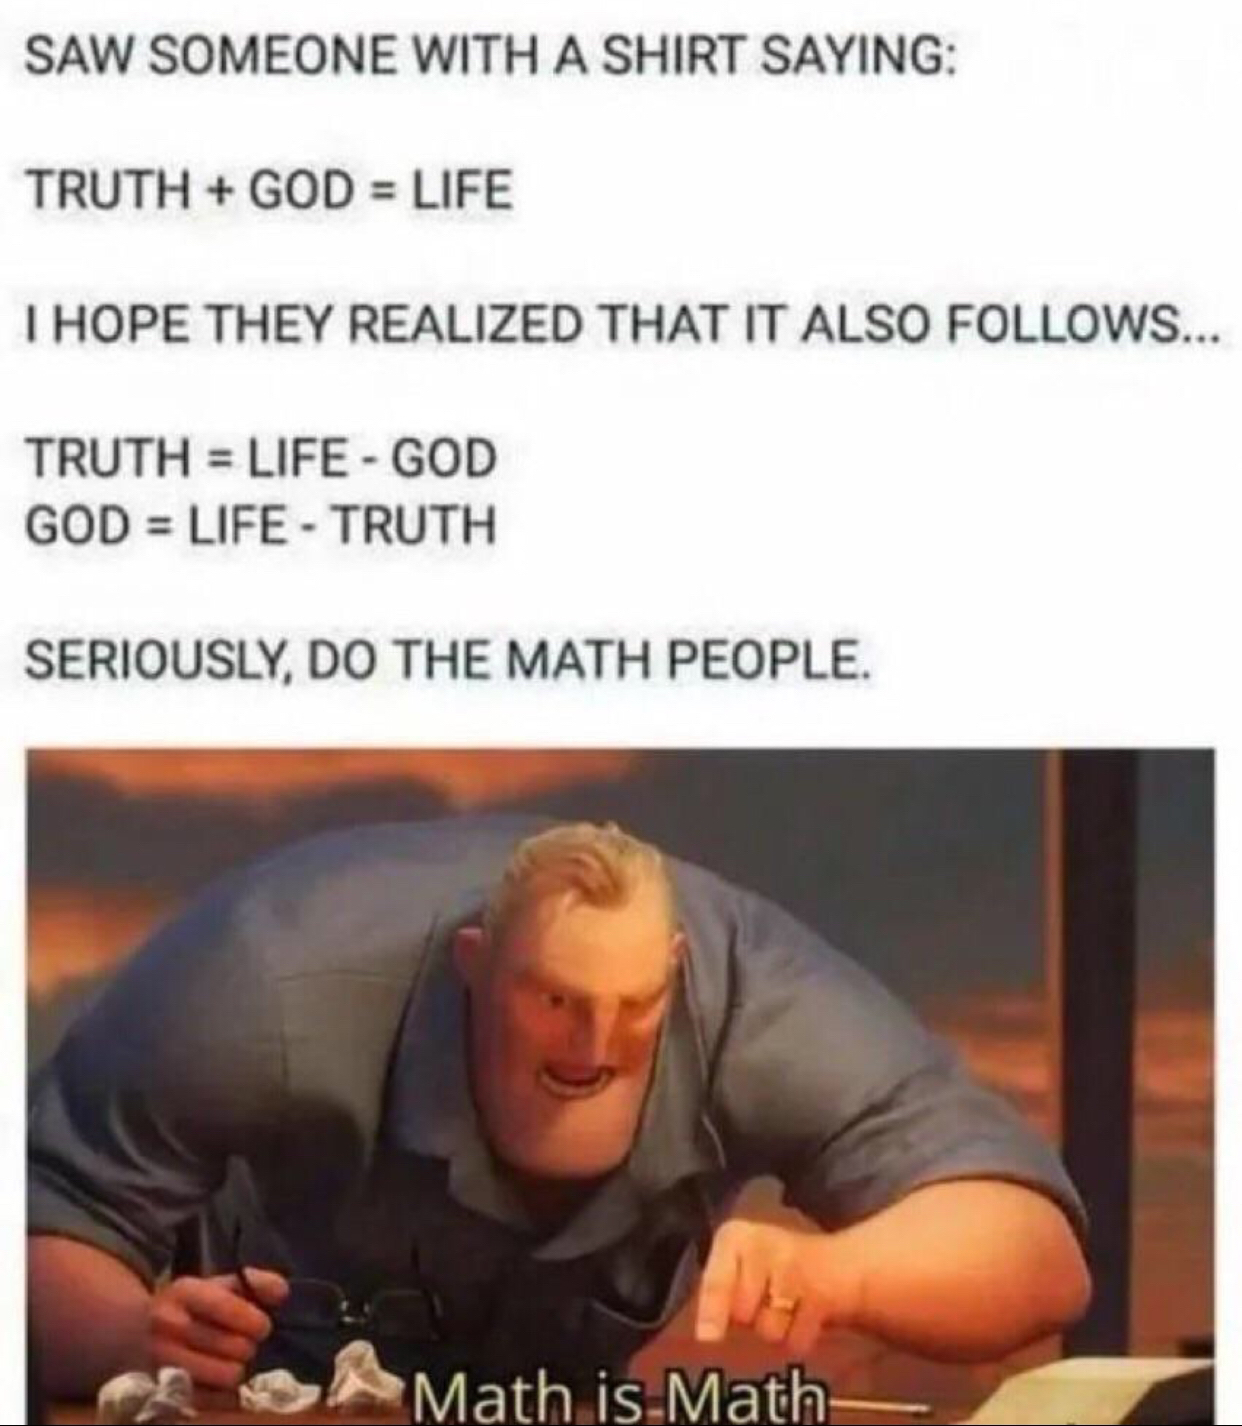 SAW SOMEONE WITH A SHIRT SAYING:
TRUTH + GOD = LIFE
I HOPE THEY REALIZED THAT IT ALSO FOLLOWS...
TRUTH = LIFE - GOD
GOD = LIFE - TRUTH
SERIOUSLY, DO THE MATH PEOPLE.
Math is Math